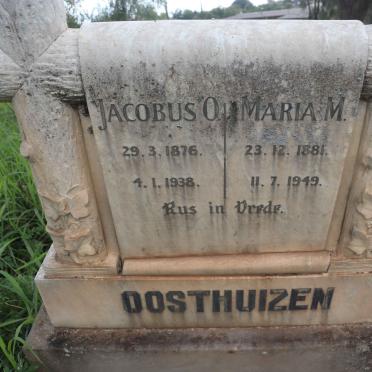 JACOBUS O. MARIA M.
29.3.1876. 23.12.1881.
4.1.1938. 11.7.1949.
Rus in Vrede.
OOSTHUIZEN